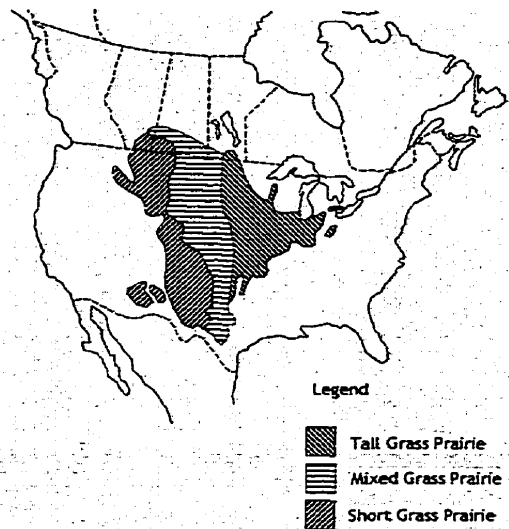 Legend
Tall Grass Prairie
Mixed Grass Prairie
Short Grass Prairie